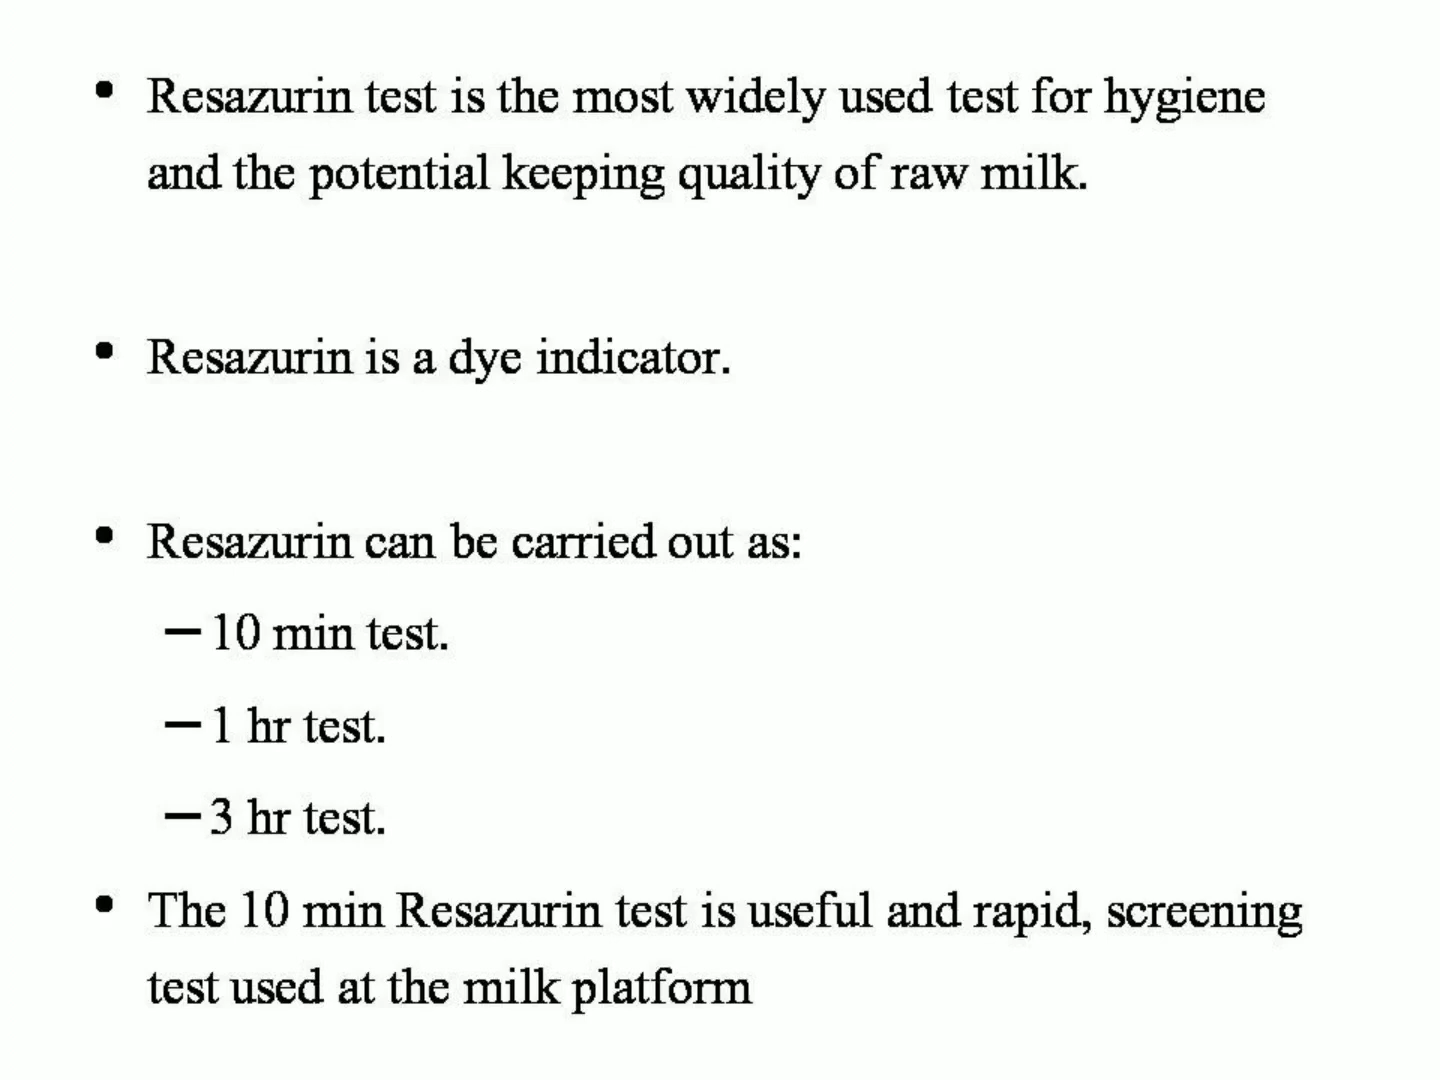 • Resazurin test is the most widely used test for hygiene
and the potential keeping quality of raw milk.
• Resazurin is a dye indicator.
• Resazurin can be carried out as:
– 10 min test.
– 1 hr test.
– 3 hr test.
• The 10 min Resazurin test is useful and rapid, screening
test used at the milk platform